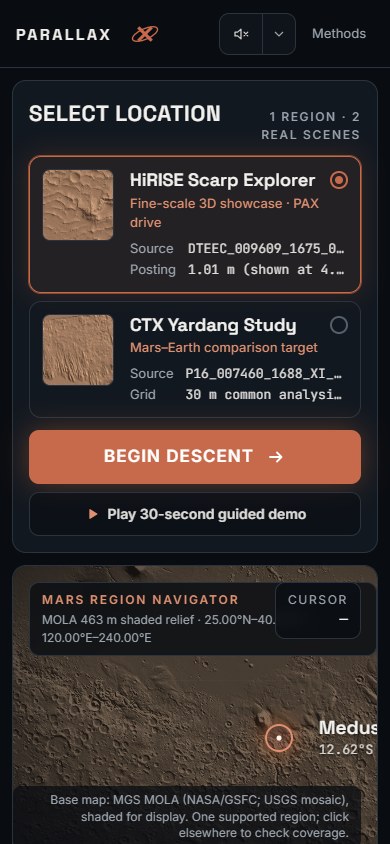 PARALLAX
Methods
SELECT LOCATION
1 REGION · 2
REAL SCENES
HiRISE Scarp Explorer
Fine-scale 3D showcase · PAX
drive
Source DTEEC_009609_1675_0…
Posting 1.01 m (shown at 4.…
CTX Yardang Study
Mars–Earth comparison target
Source P16_007460_1688_XI_…
Grid 30 m common analysi…
BEGIN DESCENT →
Play 30-second guided demo
MARS REGION NAVIGATOR
CURSOR
MOLA 463 m shaded relief · 25.00°N–40.
—
120.00°E–240.00°E
Medus
12.62°S
Base map: MGS MOLA (NASA/GSFC; USGS mosaic),
shaded for display. One supported region; click
elsewhere to check coverage.